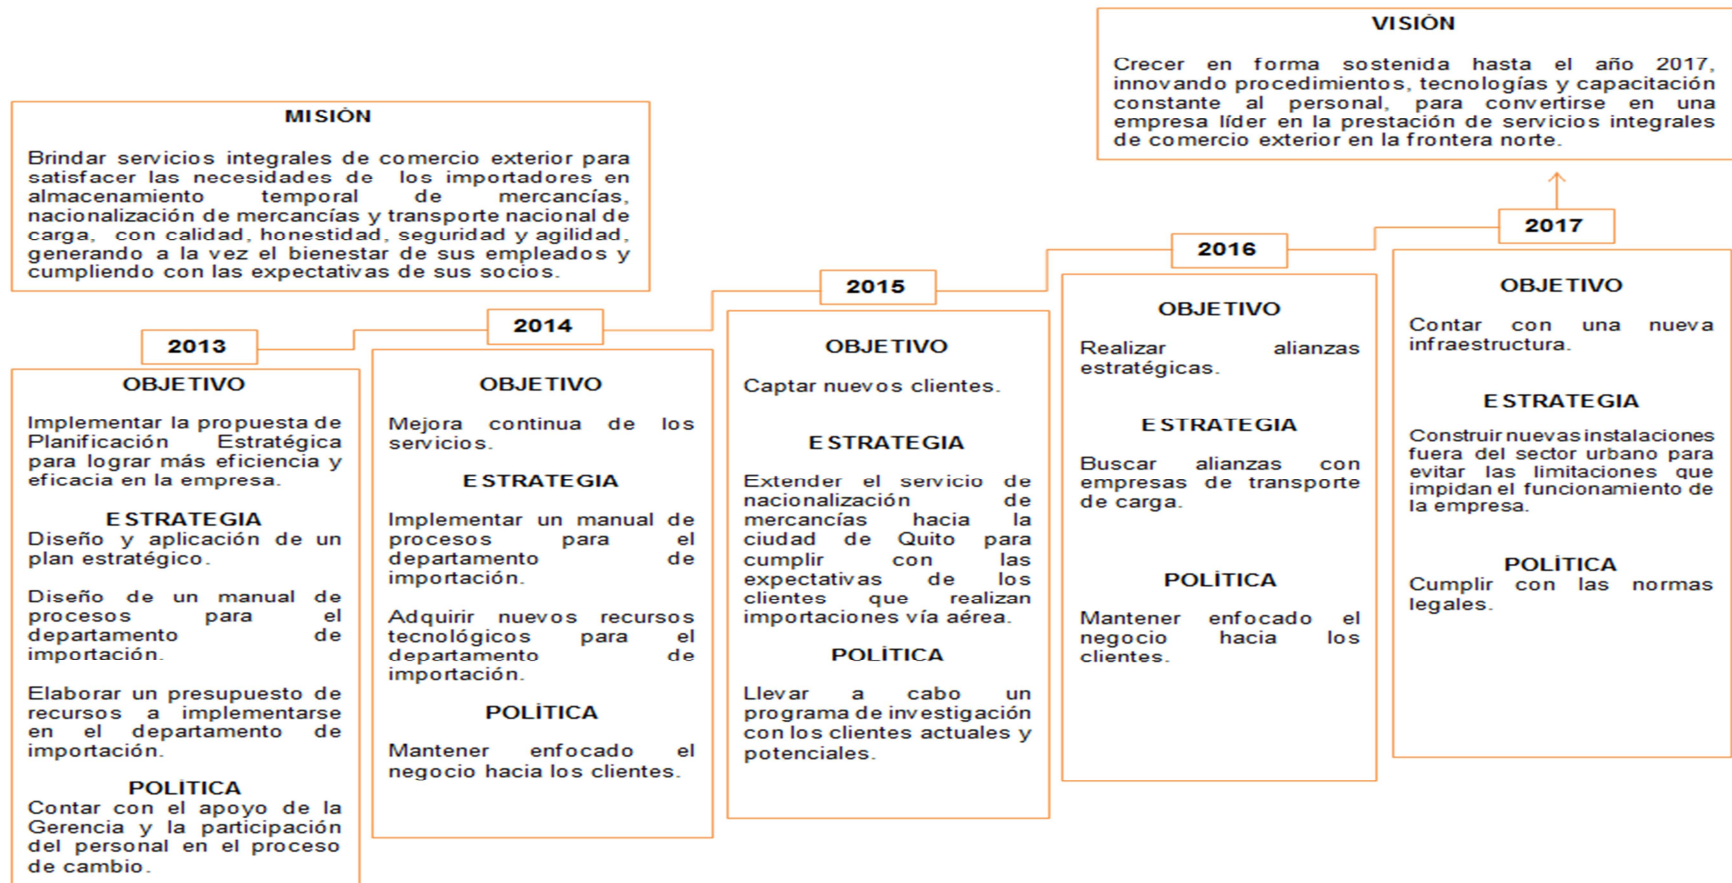 MISIÓN
Brindar servicios integrales de comercio exterior para
satisfacer las necesidades de los importadores en
almacenamiento temporal de mercancías,
nacionalización de mercancías y transporte nacional de
carga, con calidad, honestidad, seguridad y agilidad,
generando a la vez el bienestar de sus empleados y
cumpliendo con las expectativas de sus socios.
VISIÓN
Crecer en forma sostenida hasta el año 2017,
innovando procedimientos, tecnologías y capacitación
constante al personal, para convertirse en una
empresa líder en la prestación de servicios integrales
de comercio exterior en la frontera norte.
2013
OBJETIVO
Implementar la propuesta de
Planificación Estratégica
para lograr más eficiencia y
eficacia en la empresa.
ESTRATEGIA
Diseño y aplicación de un
plan estratégico.
Diseño de un manual de
procesos para el
departamento de
importación.
Elaborar un presupuesto de
recursos a implementarse
en el departamento de
importación.
POLÍTICA
Contar con el apoyo de la
Gerencia y la participación
del personal en el proceso
de cambio.
2014
OBJETIVO
Mejora continua de los
servicios.
ESTRATEGIA
Implementar un manual de
procesos para el
departamento de
importación.
Adquirir nuevos recursos
tecnológicos para el
departamento de
importación.
POLÍTICA
Mantener enfocado el
negocio hacia los clientes.
2015
OBJETIVO
Captar nuevos clientes.
ESTRATEGIA
Extender el servicio de
nacionalización de
mercancías hacia la
ciudad de Quito para
cumplir con las
expectativas de los
clientes que realizan
importaciones vía aérea.
POLÍTICA
Llevar a cabo un
programa de investigación
con los clientes actuales y
potenciales.
2016
OBJETIVO
Realizar alianzas
estratégicas.
ESTRATEGIA
Buscar alianzas con
empresas de transporte
de carga.
POLÍTICA
Mantener enfocado el
negocio hacia los
clientes.
2017
OBJETIVO
Contar con una nueva
infraestructura.
ESTRATEGIA
Construir nuevas instalaciones
fuera del sector urbano para
evitar las limitaciones que
impidan el funcionamiento de
la empresa.
POLÍTICA
Cumplir con las normas
legales.